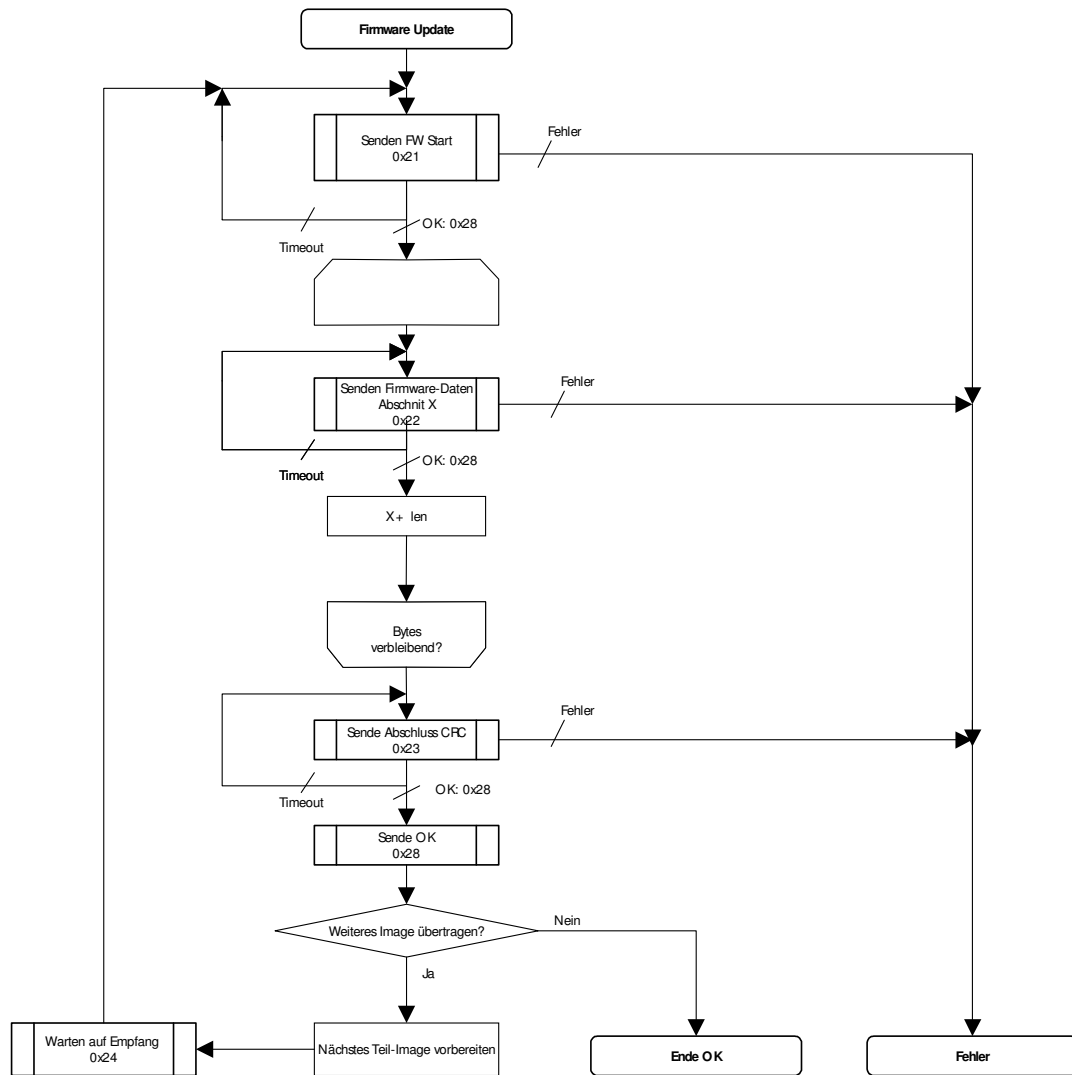 Firmware Update
Senden FW Start
0x21
Fehler
OK: 0x28
Timeout
Senden Firmware-Daten
Abschnit X
0x22
Fehler
OK: 0x28
Timeout
X + len
Bytes
verbleibend?
Sende Abschluss CRC
0x23
Fehler
Timeout
OK: 0x28
Sende OK
0x28
Weiteres Image übertragen?
Nein
Ja
Warten auf Empfang
0x24
Nächstes Teil-Image vorbereiten
Ende OK
Fehler